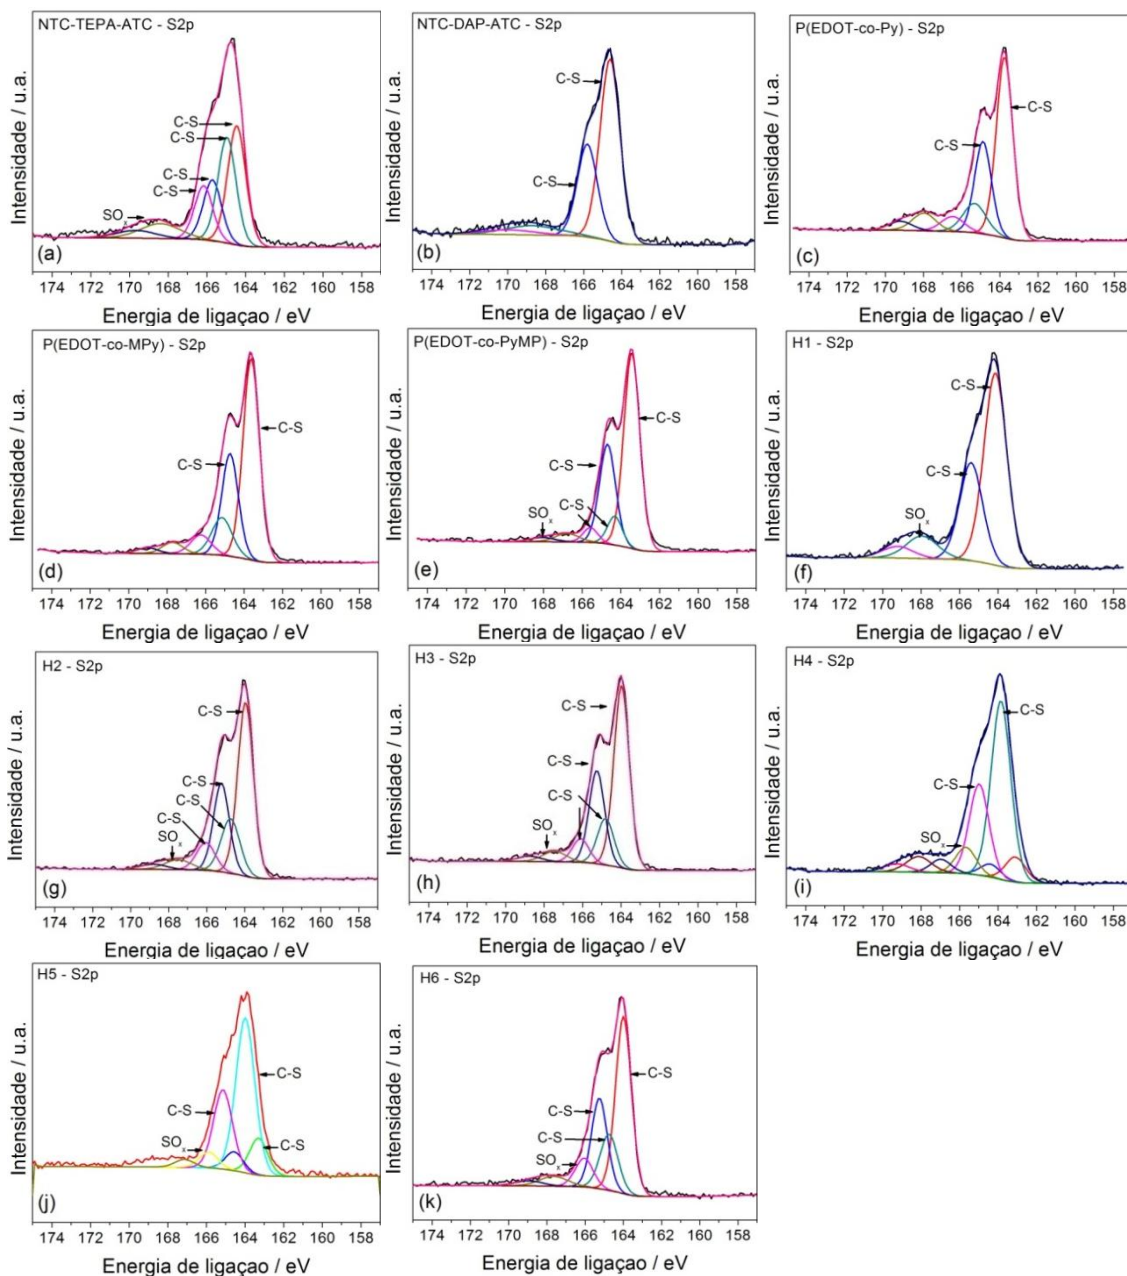 NTC-TEPA-ATC - S2p
Intensidade / u.a.
C-S
C-S
C-S
C-S
SOx
(a)
174 172 170 168 166 164 162 160 158
Energia de ligaçao / eV
NTC-DAP-ATC - S2p
Intensidade / u.a.
C-S
C-S
(b)
174 172 170 168 166 164 162 160 158
Energia de ligaçao / eV
P(EDOT-co-Py) - S2p
Intensidade / u.a.
C-S
C-S
(c)
174 172 170 168 166 164 162 160 158
Energia de ligaçao / eV
P(EDOT-co-MPy) - S2p
Intensidade / u.a.
C-S
C-S
(d)
174 172 170 168 166 164 162 160 158
Energia de ligaçao / eV
P(EDOT-co-PyMP) - S2p
Intensidade / u.a.
C-S
C-S
C-S
SOx
(e)
174 172 170 168 166 164 162 160 158
Energia de ligaçao / eV
H1 - S2p
Intensidade / u.a.
C-S
C-S
SOx
(f)
174 172 170 168 166 164 162 160 158
Energia de ligaçao / eV
H2 - S2p
Intensidade / u.a.
C-S
C-S
C-S
C-S
SOx
(g)
174 172 170 168 166 164 162 160 158
Energia de ligaçao / eV
H3 - S2p
Intensidade / u.a.
C-S
C-S
C-S
SOx
(h)
174 172 170 168 166 164 162 160 158
Energia de ligaçao / eV
H4 - S2p
Intensidade / u.a.
C-S
C-S
SOx
(i)
174 172 170 168 166 164 162 160 158
Energia de ligaçao / eV
H5 - S2p
Intensidade / u.a.
C-S
C-S
SOx
C-S
(j)
174 172 170 168 166 164 162 160 158
Energia de ligaçao / eV
H6 - S2p
Intensidade / u.a.
C-S
C-S
C-S
SOx
(k)
174 172 170 168 166 164 162 160 158
Energia de ligaçao / eV